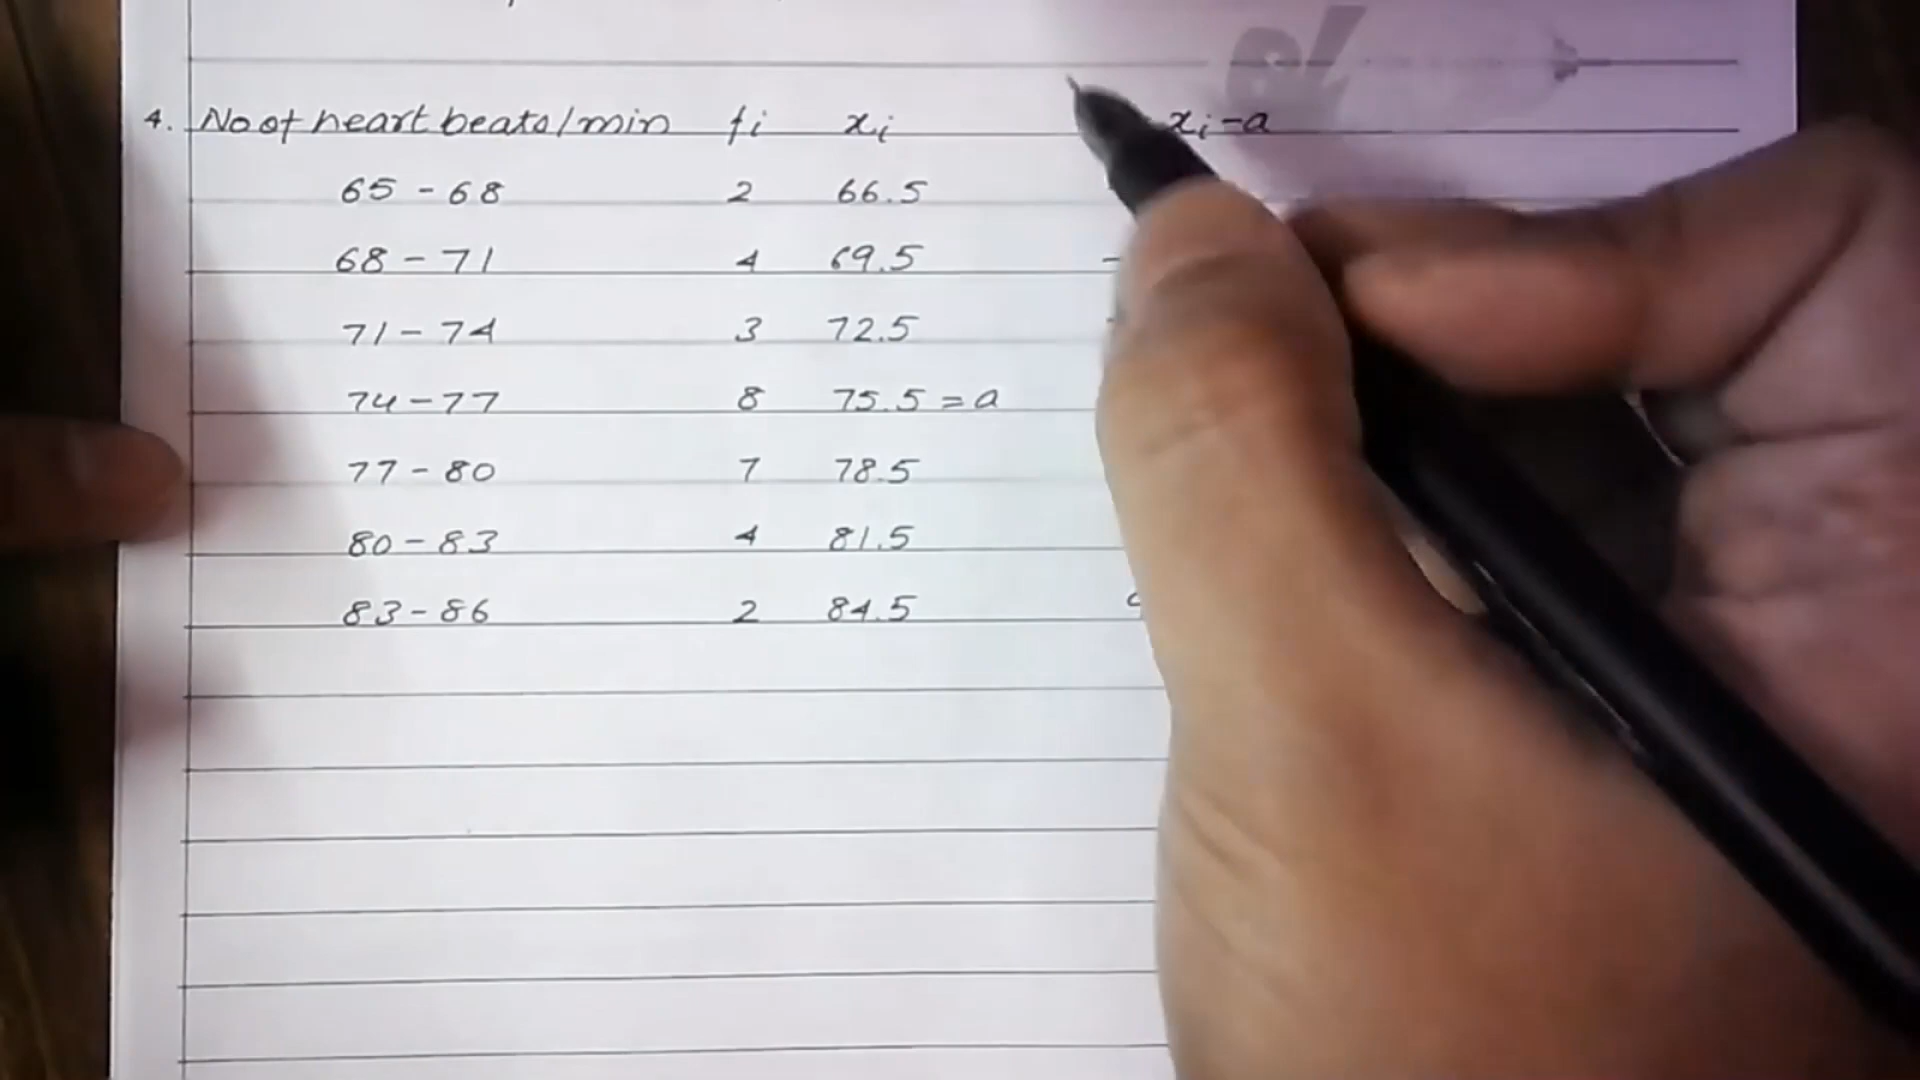 4. No of heart beats/min fi xi xi-a
65 - 68 2 66.5
68 - 71 4 69.5 -
71 - 74 3 72.5
74 - 77 8 75.5 = a
77 - 80 7 78.5
80 - 83 4 81.5
83 - 86 2 84.5